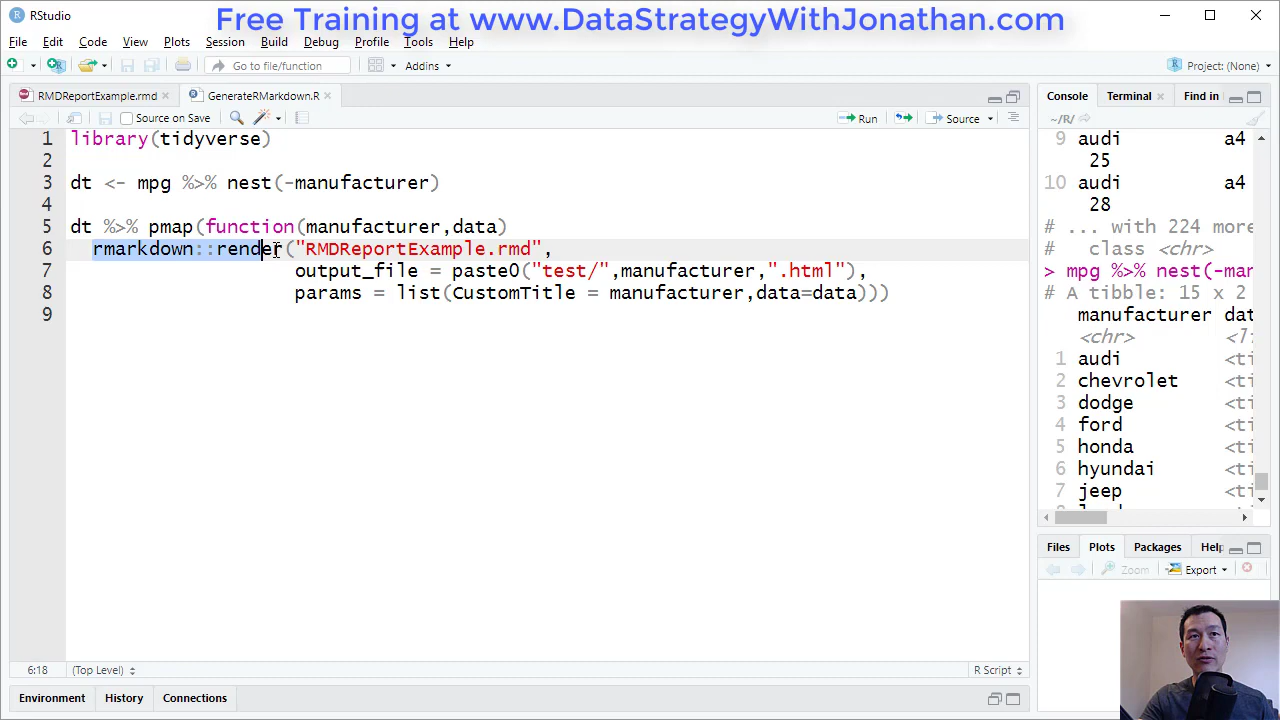 Free Training at www.DataStrategyWithJonathan.com
RStudio
File Edit Code View Plots Session Build Debug Profile Tools Help
Go to file/function Addins Project: (None)
RMDReportExample.rmd GenerateRMarkdown.R
Source on Save Run Source
1 library(tidyverse)
2
3 dt <- mpg %>% nest(-manufacturer)
4
5 dt %>% pmap(function(manufacturer,data)
6 rmarkdown::render("RMDReportExample.rmd",
7 output_file = paste0("test/",manufacturer,".html"),
8 params = list(CustomTitle = manufacturer,data=data)))
9
6:18 (Top Level) R Script
Environment History Connections
Console Terminal Find in
~/R/
9 audi a4
25
10 audi a4
28
# ... with 224 more
# class <chr>
> mpg %>% nest(-mar
# A tibble: 15 x 2
manufacturer dat
<chr> <l
1 audi <t
2 chevrolet <t
3 dodge <t
4 ford <t
5 honda <t
6 hyundai <t
7 jeep <t
Files Plots Packages Help
Zoom Export